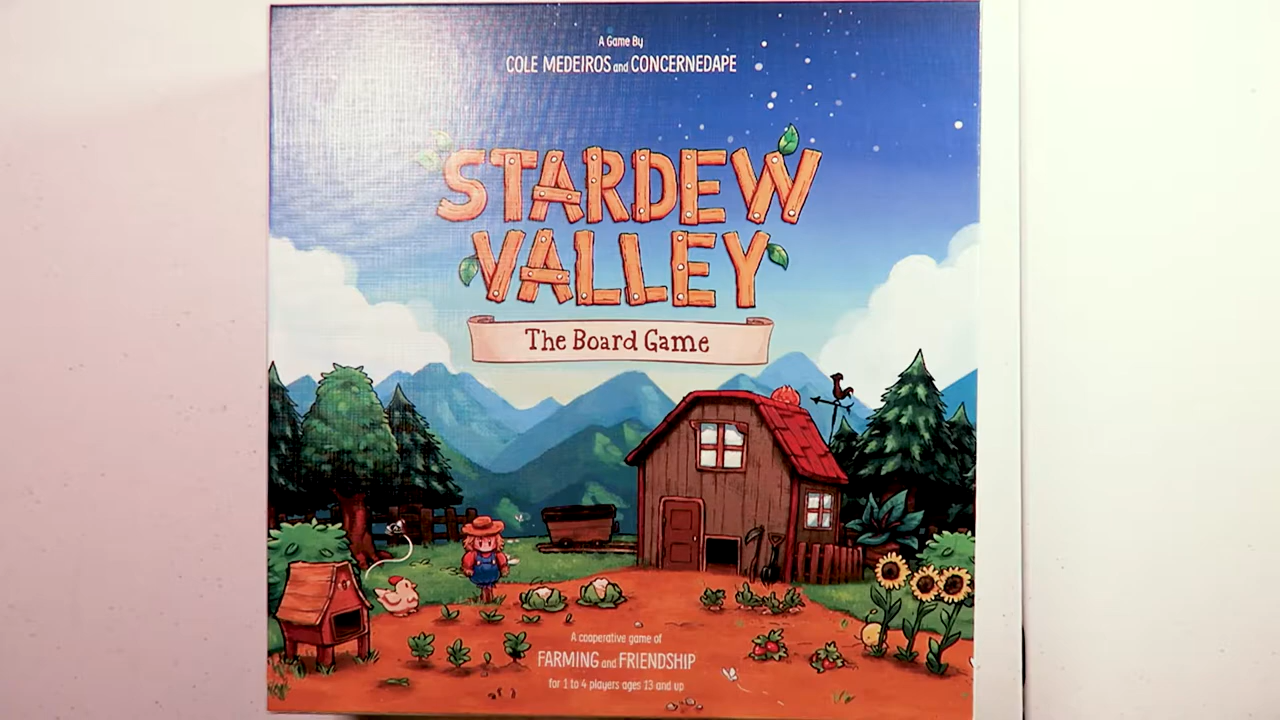 A Game By
COLE MEDEIROS and CONCERNEDAPE
STARDEW
VALLEY
The Board Game
A cooperative game of
FARMING and FRIENDSHIP
for 1 to 4 players ages 13 and up